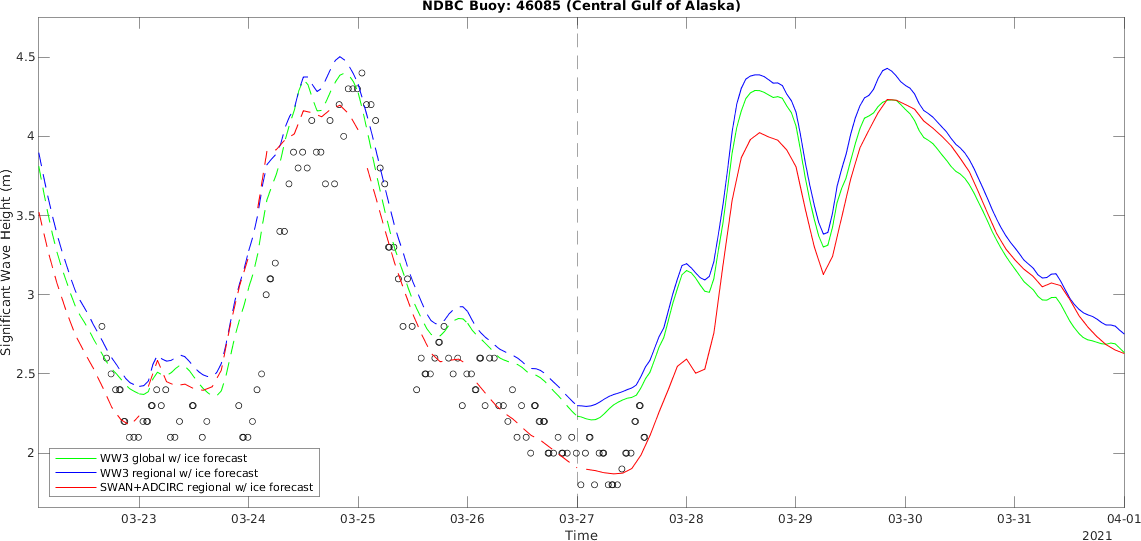 NDBC Buoy: 46085 (Central Gulf of Alaska)
4.5
4
3.5
3
2.5
2
Significant Wave Height (m)
WW3 global w/ ice forecast
WW3 regional w/ ice forecast
SWAN+ADCIRC regional w/ ice forecast
03-23 03-24 03-25 03-26 03-27 03-28 03-29 03-30 03-31 04-01
Time
2021